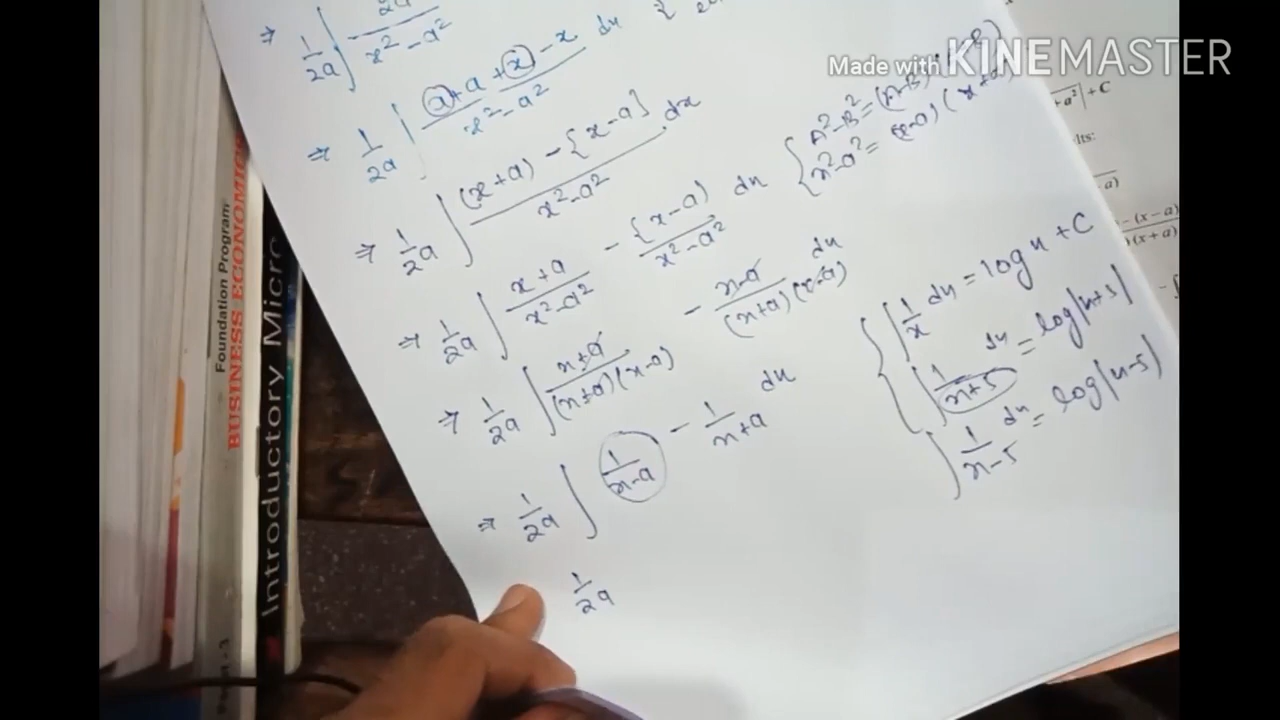 Made with KINEMASTER
⇒ 1/2a ∫ 2a/x²-a²
⇒ 1/2a ∫ a+a+x-x/x²-a² dx
⇒ 1/2a ∫ (x+a) - {x-a}/x²-a² dx
⇒ 1/2a ∫ x+a/x²-a² - {x-a}/x²-a² dx
⇒ 1/2a ∫ x+a/(x+a)(x-a) - x-a/(x+a)(x-a) dx
⇒ 1/2a ∫ 1/x-a - 1/x+a dx
1/2a
x²-a² = (x-a)
∫ 1/x dx = log x + C
∫ 1/x+5 dx = log|x+5|
∫ 1/x-5 dx = log|x-5|
Foundation Program
BUSINESS ECONOMICS
Introductory Micro
+ a²| + C
lts:
- (x – a)
)(x + a)